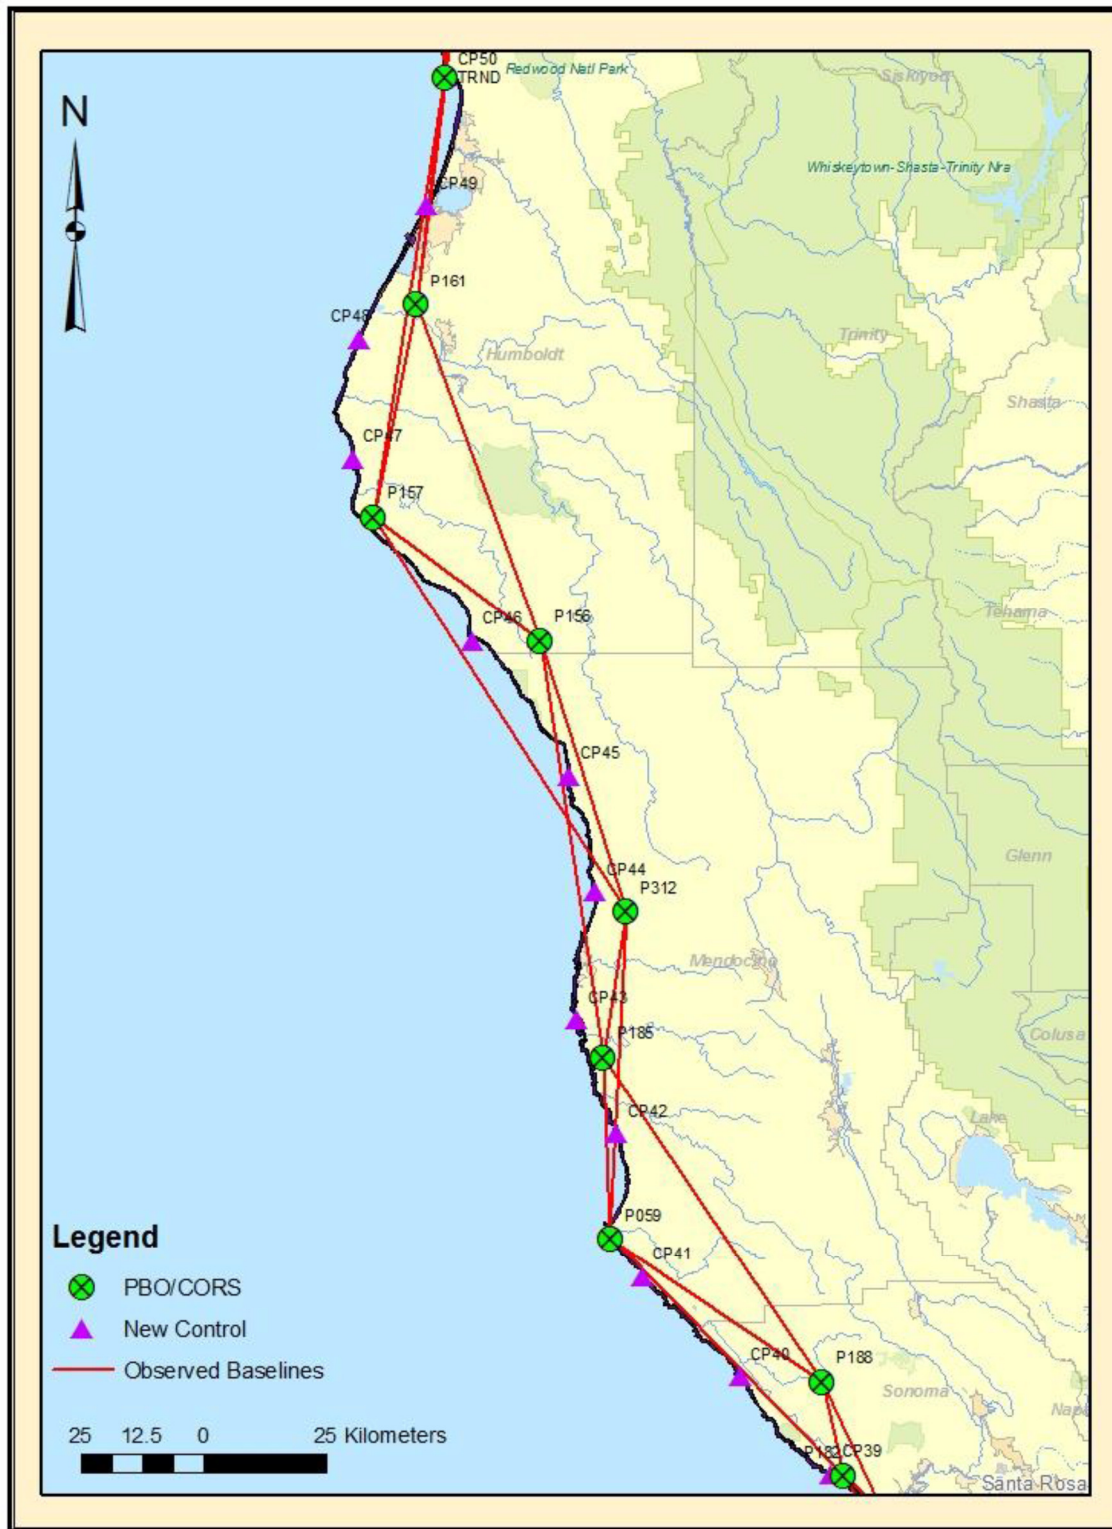 CP50
TRND
Redwood Natl Park
Siskiyou
N
Whiskeytown-Shasta-Trinity Nra
CP49
P161
CP48
Humboldt
Trinity
Shasta
CP47
P157
CP46
P156
Tehama
CP45
Glenn
CP44
P312
Mendocino
CP43
P185
Colusa
CP42
Lake
P059
CP41
Legend
PBO/CORS
New Control
Observed Baselines
CP40
P188
Sonoma
Napa
25 12.5 0 25 Kilometers
CP39
Santa Rosa